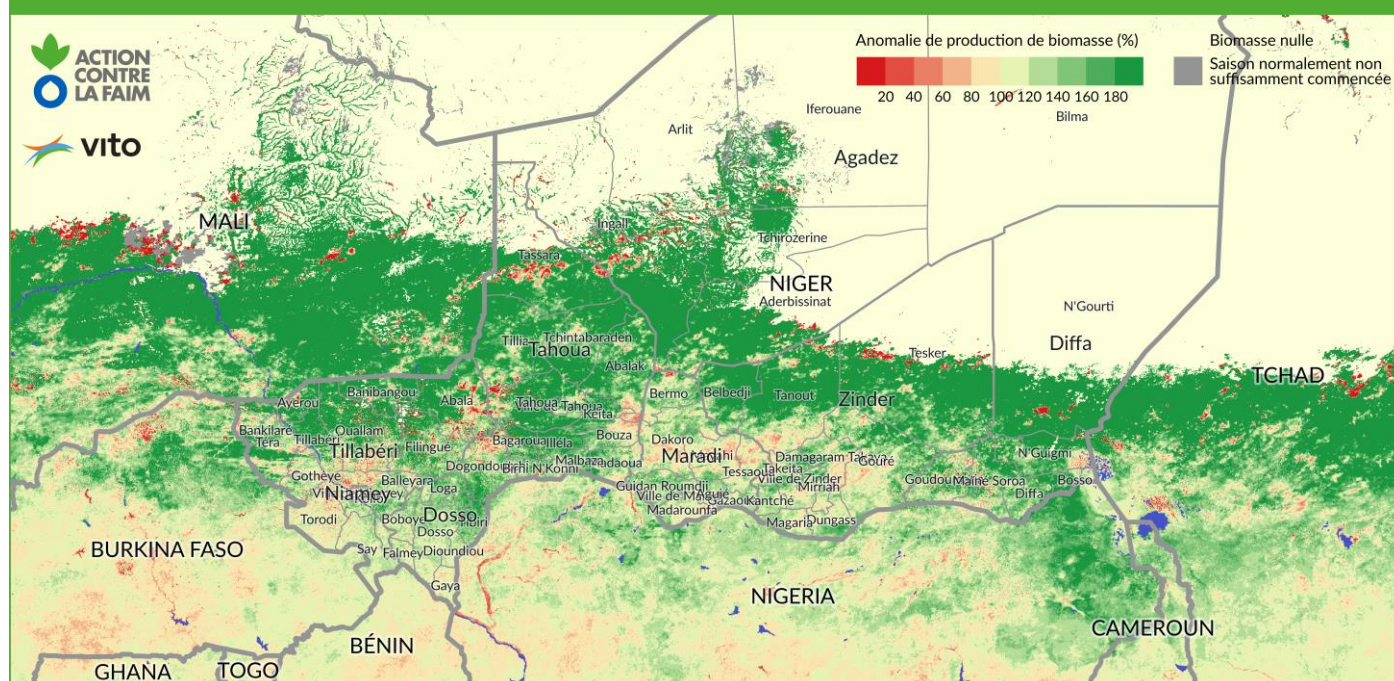 ACTION
CONTRE
LA FAIM
vito
Anomalie de production de biomasse (%)
20 40 60 80 100 120 140 160 180
Biomasse nulle
Saison normalement non
suffisamment commencée
Iferouane
Bilma
Arlit
Agadez
MALI
Ingall
Tchirozerine
Tassara
NIGER
Aderbissinat
N'Gourti
Tillia
Tchintabaraden
Tahoua
Abalak
Tesker
Diffa
TCHAD
Banibangou
Ayerou
Abala
Tahoua
Ville de Tahoua
Keita
Bermo
Belbedji
Tanout
Zinder
Bankilaré
Téra
Tillabéri
Ouallam
Tillabéri
Filingué
Bagaroua
Illéla
Bouza
Dakoro
Maradi
Damagaram Takaya
Gouré
N'Guigmi
Gotheye
Balleyara
Dogondoutchi
Birni N'Konni
Malbaza
Tessaoua
Takeita
Ville de Zinder
Mirriah
Goudoumaria
Maïné Soroa
Bosso
Niamey
Loga
Guidan Roumdji
Aguié
Gazaoua
Kantché
Diffa
Torodi
Boboye
Dosso
Dosso
Madarounfa
Magaria
Dungass
BURKINA FASO
Say
Falmey
Dioundiou
Gaya
NIGERIA
CAMEROUN
BÉNIN
GHANA
TOGO